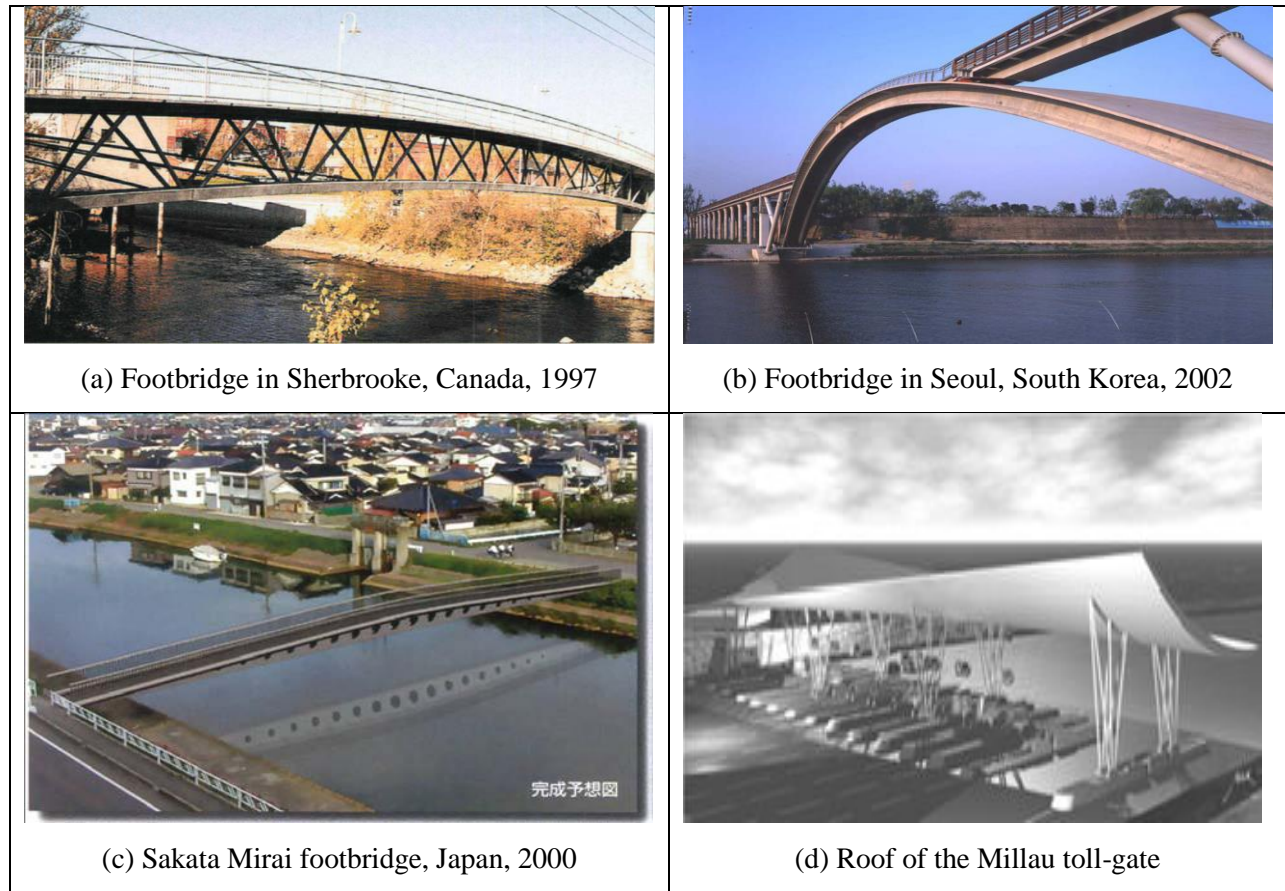 (a) Footbridge in Sherbrooke, Canada, 1997
(b) Footbridge in Seoul, South Korea, 2002
完成予想図
(c) Sakata Mirai footbridge, Japan, 2000
(d) Roof of the Millau toll-gate